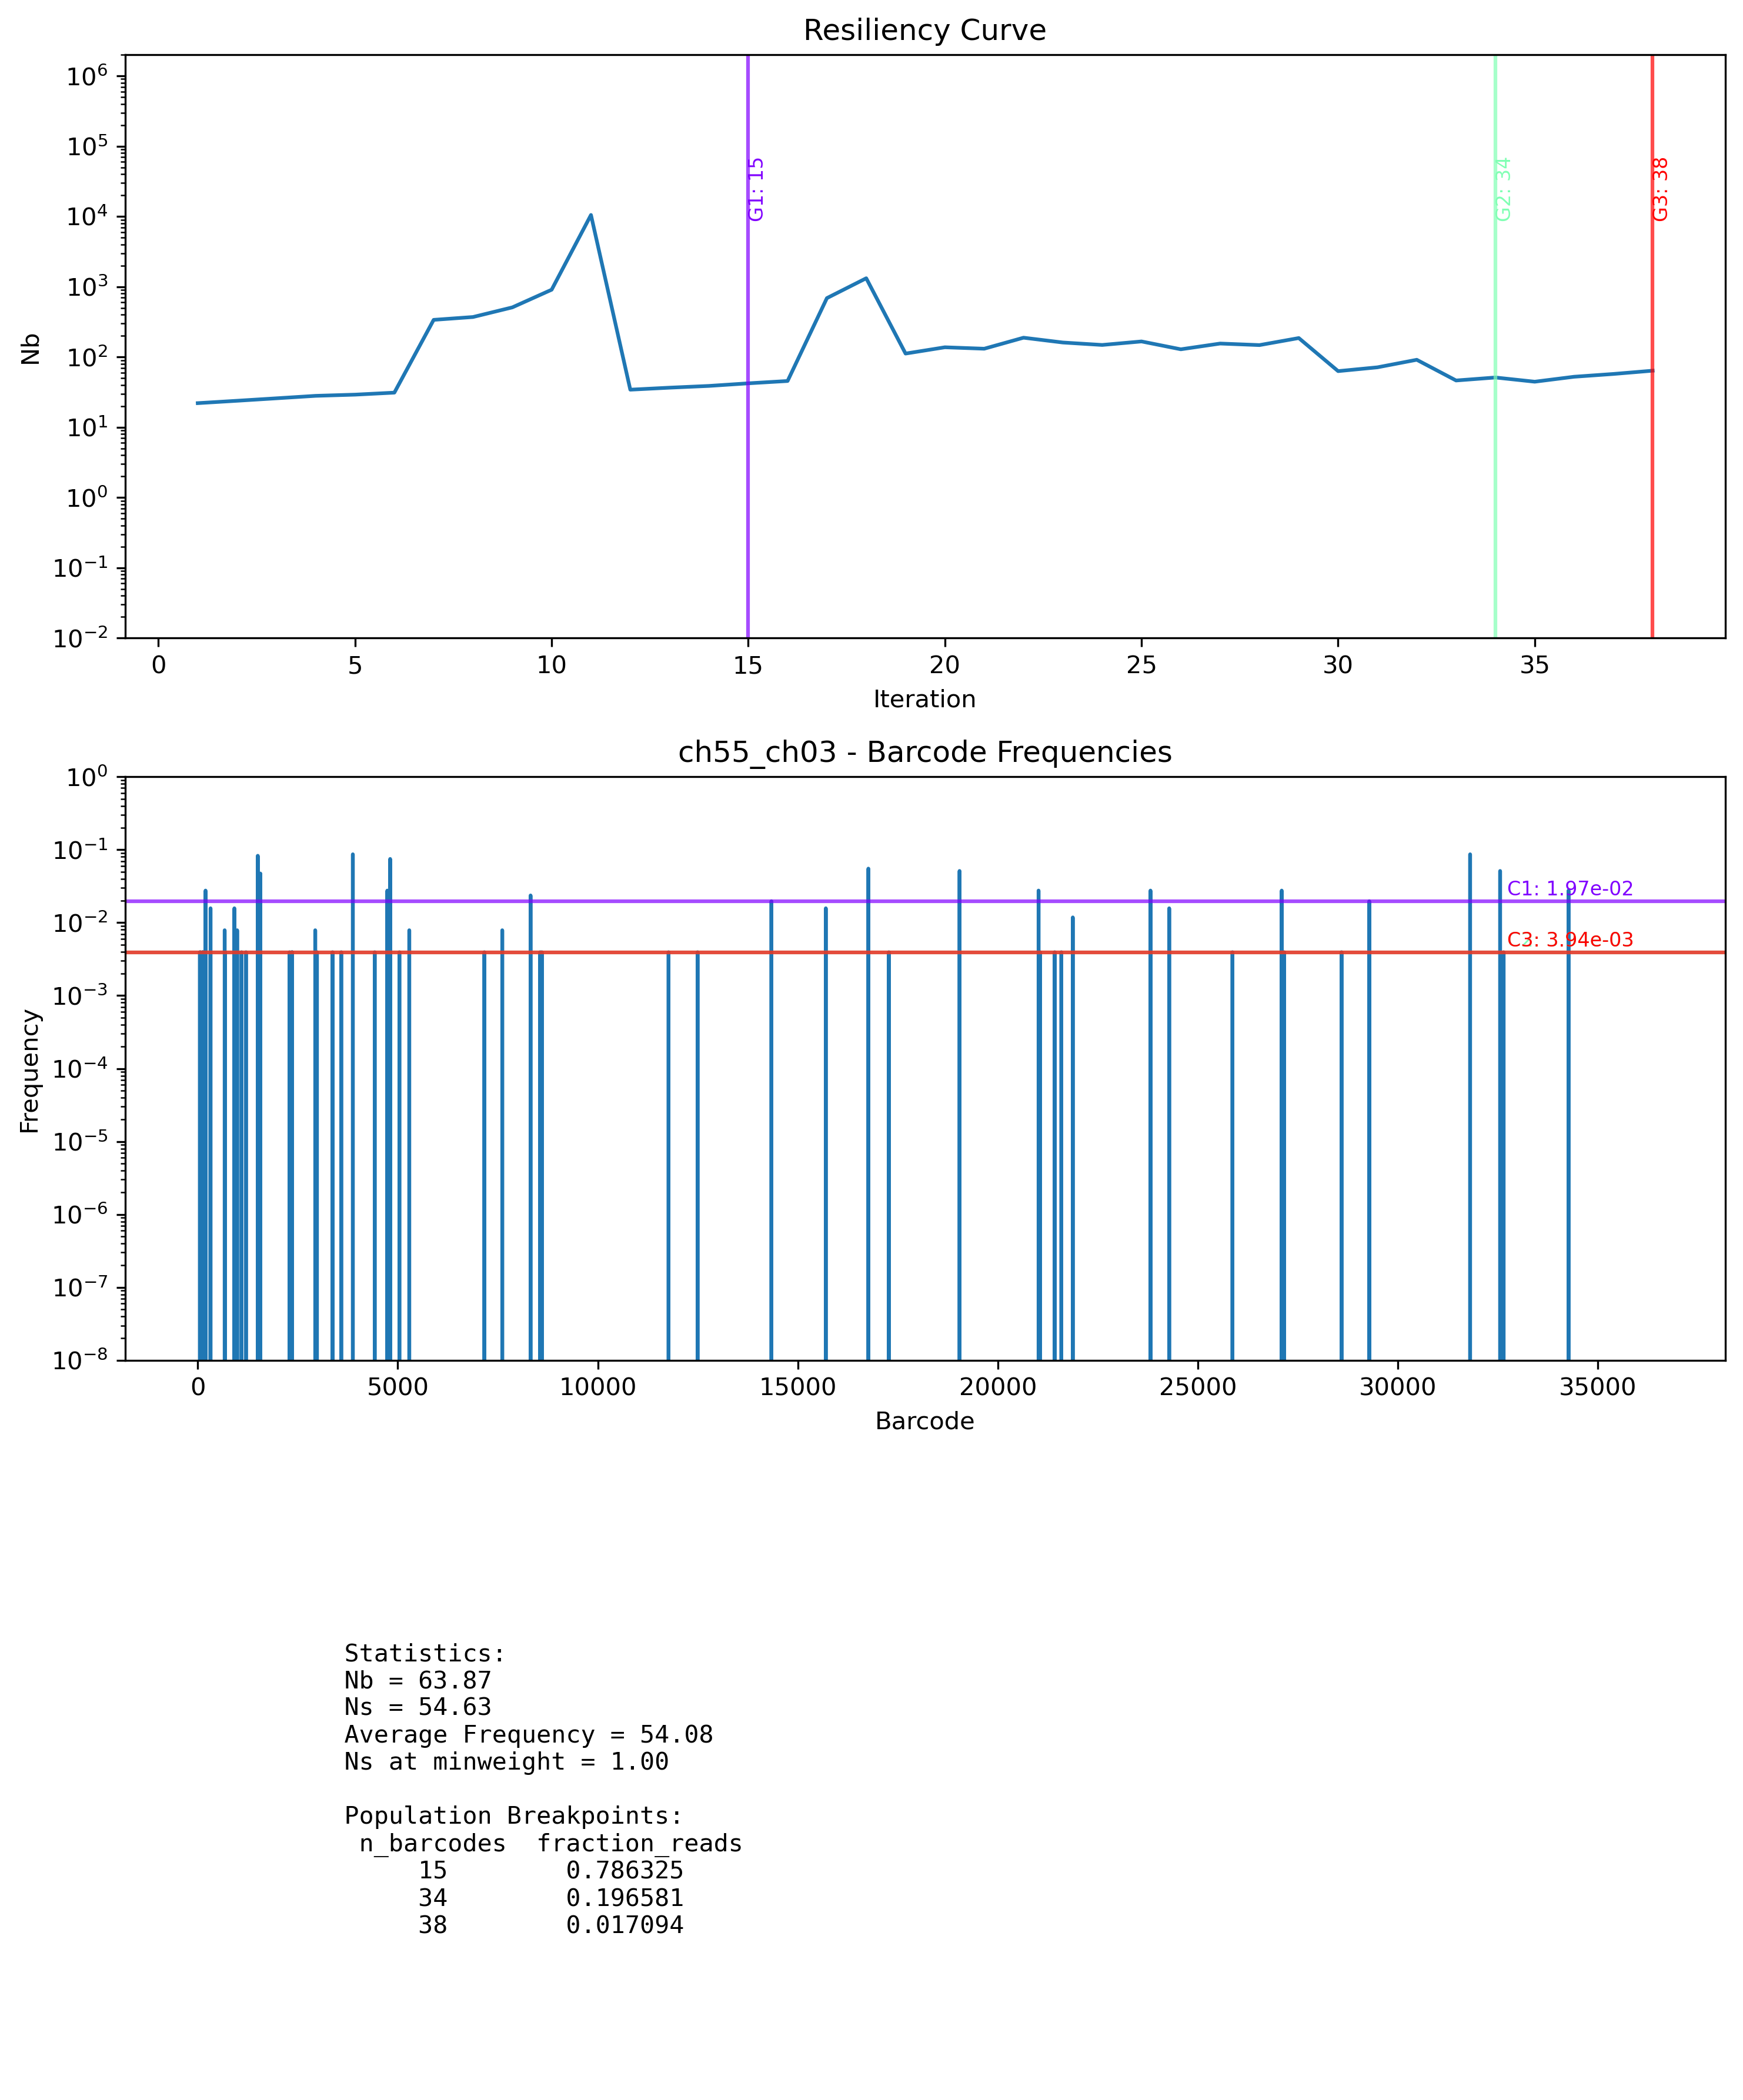 Resiliency Curve
10^6
10^5
10^4
10^3
10^2
10^1
10^0
10^-1
10^-2
Nb
G1: 15
G2: 34
G3: 38
0 5 10 15 20 25 30 35
Iteration
ch55_ch03 - Barcode Frequencies
10^0
10^-1
10^-2
10^-3
10^-4
10^-5
10^-6
10^-7
10^-8
Frequency
C1: 1.97e-02
C3: 3.94e-03
0 5000 10000 15000 20000 25000 30000 35000
Barcode
Statistics:
Nb = 63.87
Ns = 54.63
Average Frequency = 54.08
Ns at minweight = 1.00
Population Breakpoints:
n_barcodes fraction_reads
15 0.786325
34 0.196581
38 0.017094